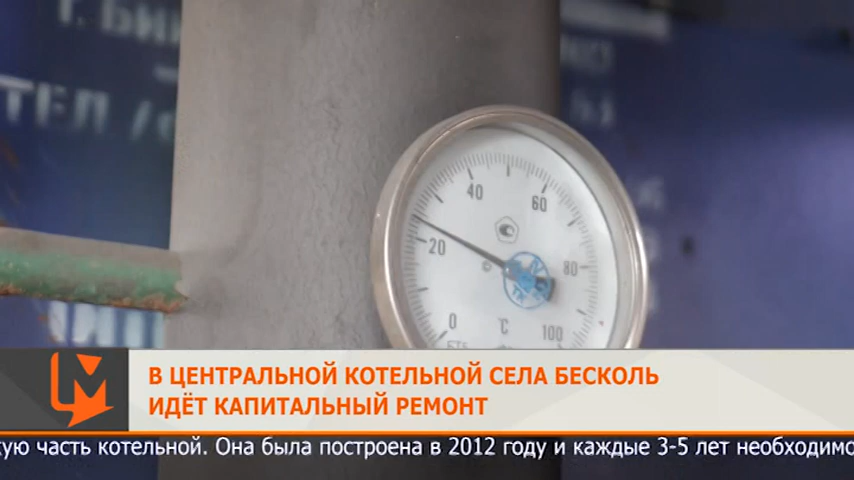 ТЕЛ
40
60
20
80
0
°C
100
В ЦЕНТРАЛЬНОЙ КОТЕЛЬНОЙ СЕЛА БЕСКОЛЬ
ИДЁТ КАПИТАЛЬНЫЙ РЕМОНТ
часть котельной. Она была построена в 2012 году и каждые 3-5 лет необходимо